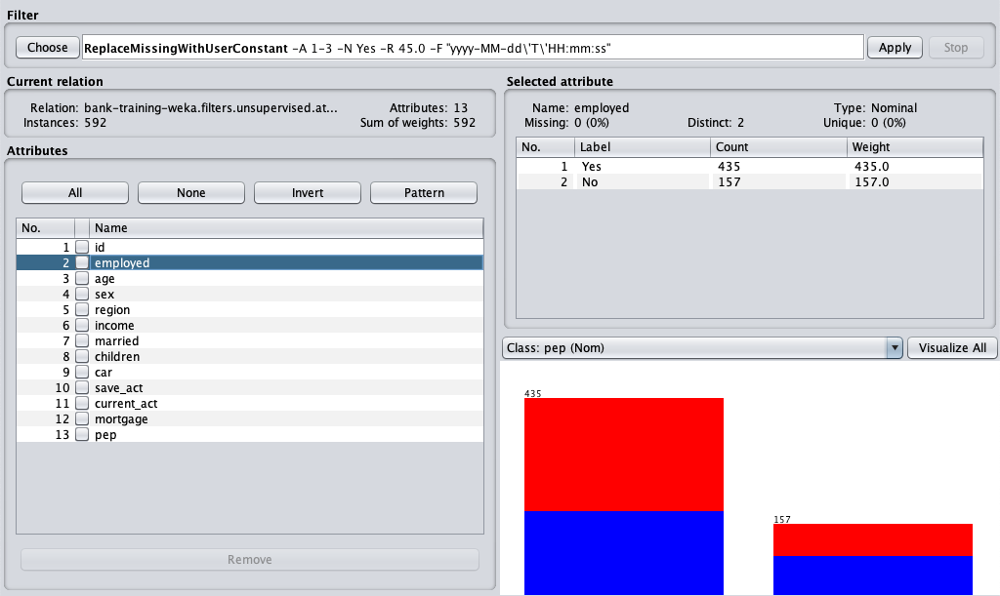 Filter
Choose ReplaceMissingWithUserConstant -A 1-3 -N Yes -R 45.0 -F "yyyy-MM-dd\'T\'HH:mm:ss" Apply Stop
Current relation
Relation: bank-training-weka.filters.unsupervised.at... Attributes: 13
Instances: 592 Sum of weights: 592
Attributes
All None Invert Pattern
No. Name
1 id
2 employed
3 age
4 sex
5 region
6 income
7 married
8 children
9 car
10 save_act
11 current_act
12 mortgage
13 pep
Remove
Selected attribute
Name: employed Type: Nominal
Missing: 0 (0%) Distinct: 2 Unique: 0 (0%)
No. Label Count Weight
1 Yes 435 435.0
2 No 157 157.0
Class: pep (Nom) Visualize All
435
157